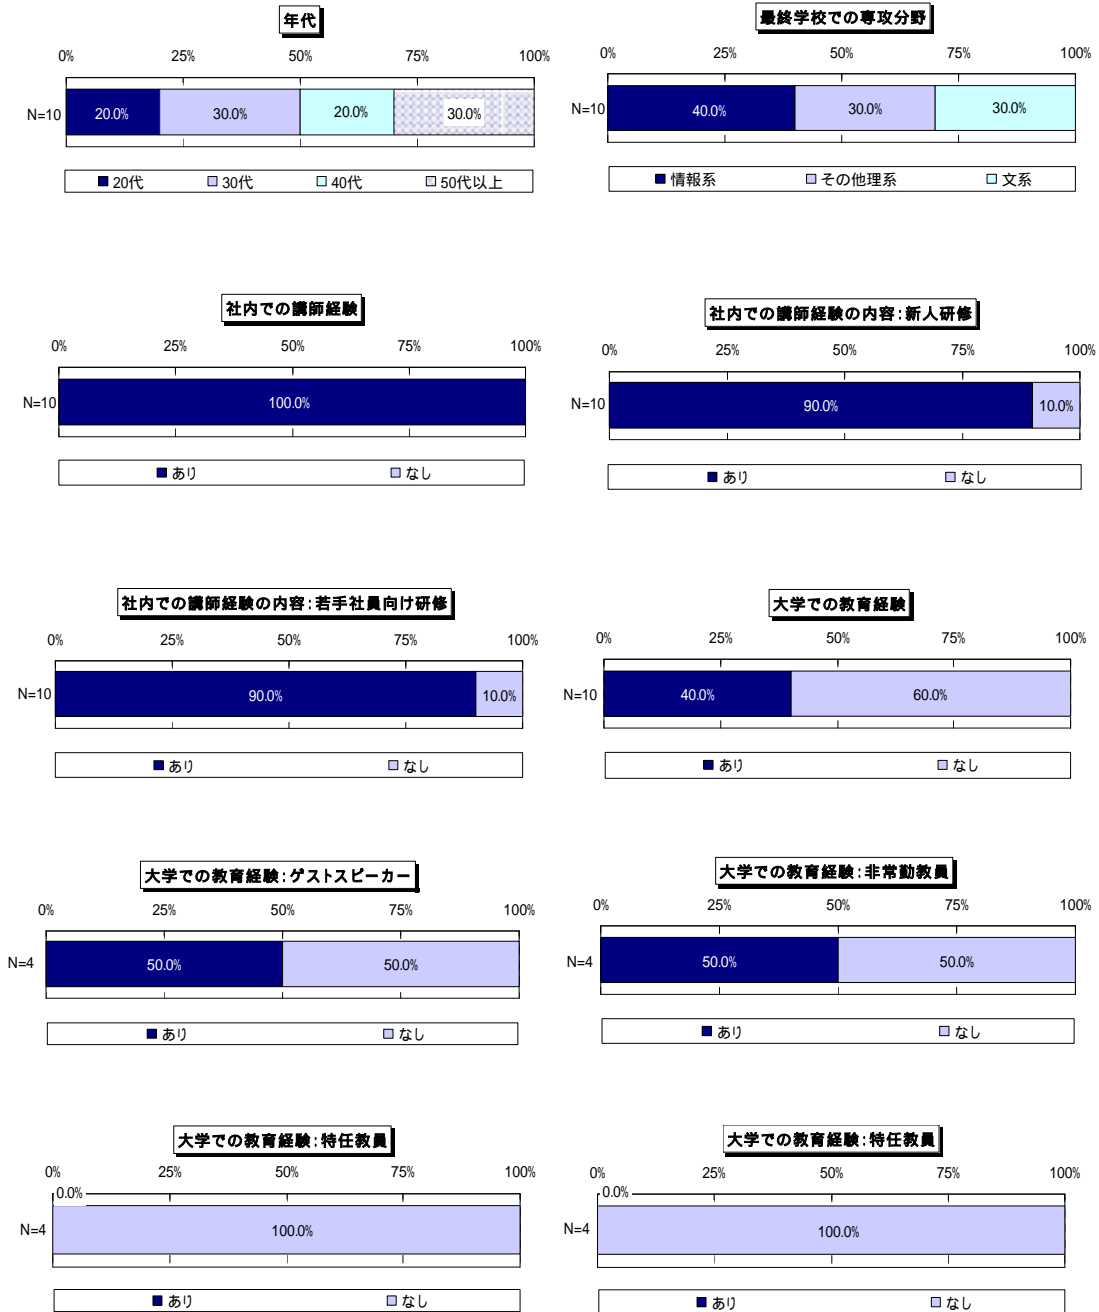 年代
0% 25% 50% 75% 100%
N=10 20.0% 30.0% 20.0% 30.0%
20代 30代 40代 50代以上
最終学校での専攻分野
0% 25% 50% 75% 100%
N=10 40.0% 30.0% 30.0%
情報系 その他理系 文系
社内での講師経験
0% 25% 50% 75% 100%
N=10 100.0%
あり なし
社内での講師経験の内容:新人研修
0% 25% 50% 75% 100%
N=10 90.0% 10.0%
あり なし
社内での講師経験の内容:若手社員向け研修
0% 25% 50% 75% 100%
N=10 90.0% 10.0%
あり なし
大学での教育経験
0% 25% 50% 75% 100%
N=10 40.0% 60.0%
あり なし
大学での教育経験:ゲストスピーカー
0% 25% 50% 75% 100%
N=4 50.0% 50.0%
あり なし
大学での教育経験:非常勤教員
0% 25% 50% 75% 100%
N=4 50.0% 50.0%
あり なし
大学での教育経験:特任教員
0% 25% 50% 75% 100%
0.0%
N=4 100.0%
あり なし
大学での教育経験:特任教員
0% 25% 50% 75% 100%
0.0%
N=4 100.0%
あり なし